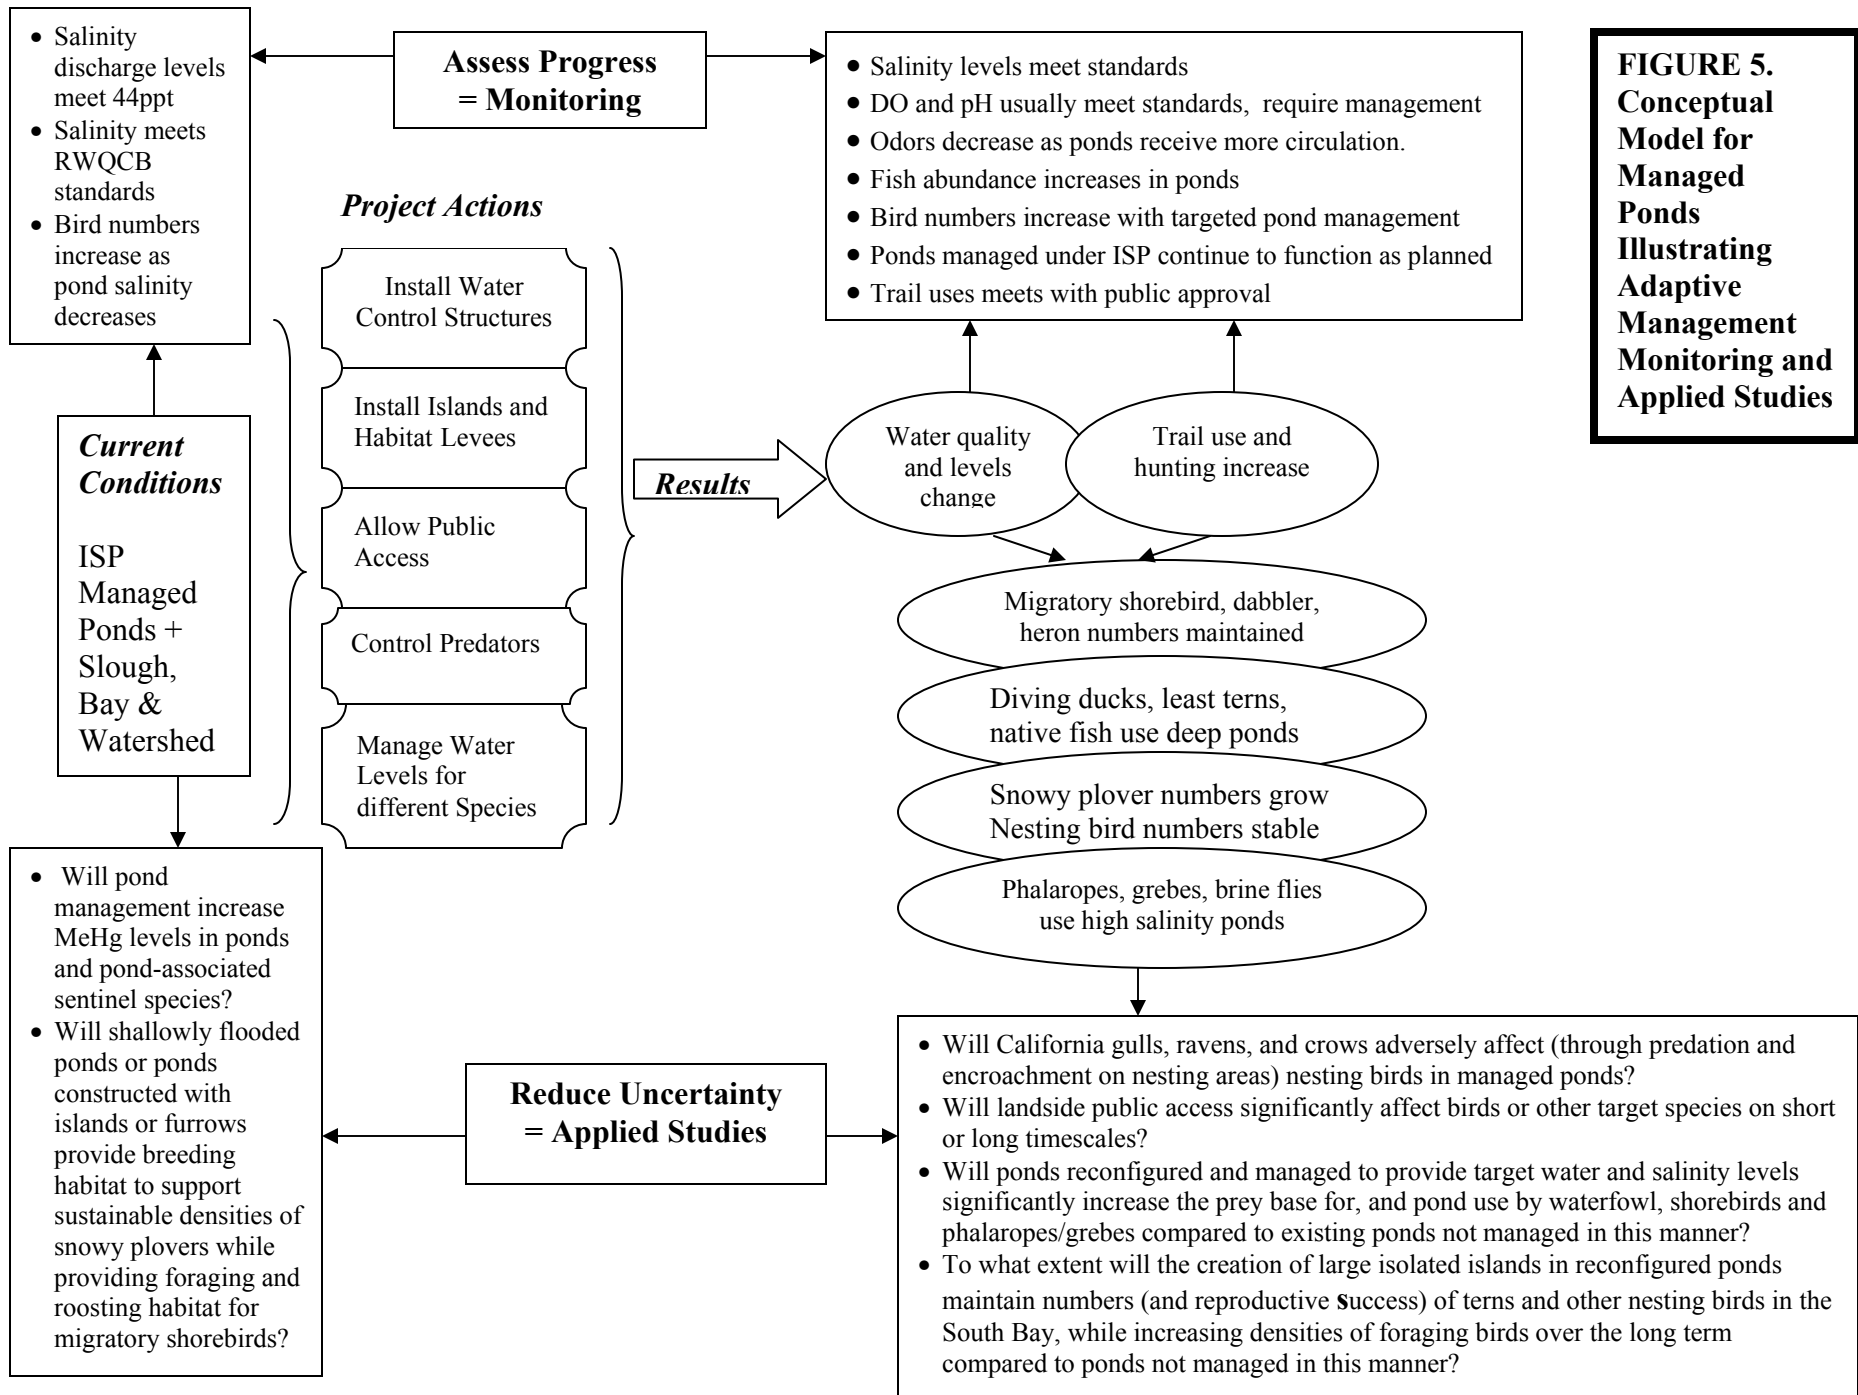 • Salinity
discharge levels
meet 44ppt
• Salinity meets
RWQCB
standards
• Bird numbers
increase as
pond salinity
decreases
Assess Progress
= Monitoring
• Salinity levels meet standards
• DO and pH usually meet standards, require management
• Odors decrease as ponds receive more circulation.
• Fish abundance increases in ponds
• Bird numbers increase with targeted pond management
• Ponds managed under ISP continue to function as planned
• Trail uses meets with public approval
FIGURE 5.
Conceptual
Model for
Managed
Ponds
Illustrating
Adaptive
Management
Monitoring and
Applied Studies
Current
Conditions
ISP
Managed
Ponds +
Slough,
Bay &
Watershed
Project Actions
Install Water
Control Structures
Install Islands and
Habitat Levees
Allow Public
Access
Control Predators
Manage Water
Levels for
different Species
Results
Water quality
and levels
change
Trail use and
hunting increase
Migratory shorebird, dabbler,
heron numbers maintained
Diving ducks, least terns,
native fish use deep ponds
Snowy plover numbers grow
Nesting bird numbers stable
Phalaropes, grebes, brine flies
use high salinity ponds
• Will pond
management increase
MeHg levels in ponds
and pond-associated
sentinel species?
• Will shallowly flooded
ponds or ponds
constructed with
islands or furrows
provide breeding
habitat to support
sustainable densities of
snowy plovers while
providing foraging and
roosting habitat for
migratory shorebirds?
Reduce Uncertainty
= Applied Studies
• Will California gulls, ravens, and crows adversely affect (through predation and
encroachment on nesting areas) nesting birds in managed ponds?
• Will landside public access significantly affect birds or other target species on short
or long timescales?
• Will ponds reconfigured and managed to provide target water and salinity levels
significantly increase the prey base for, and pond use by waterfowl, shorebirds and
phalaropes/grebes compared to existing ponds not managed in this manner?
• To what extent will the creation of large isolated islands in reconfigured ponds
maintain numbers (and reproductive success) of terns and other nesting birds in the
South Bay, while increasing densities of foraging birds over the long term
compared to ponds not managed in this manner?